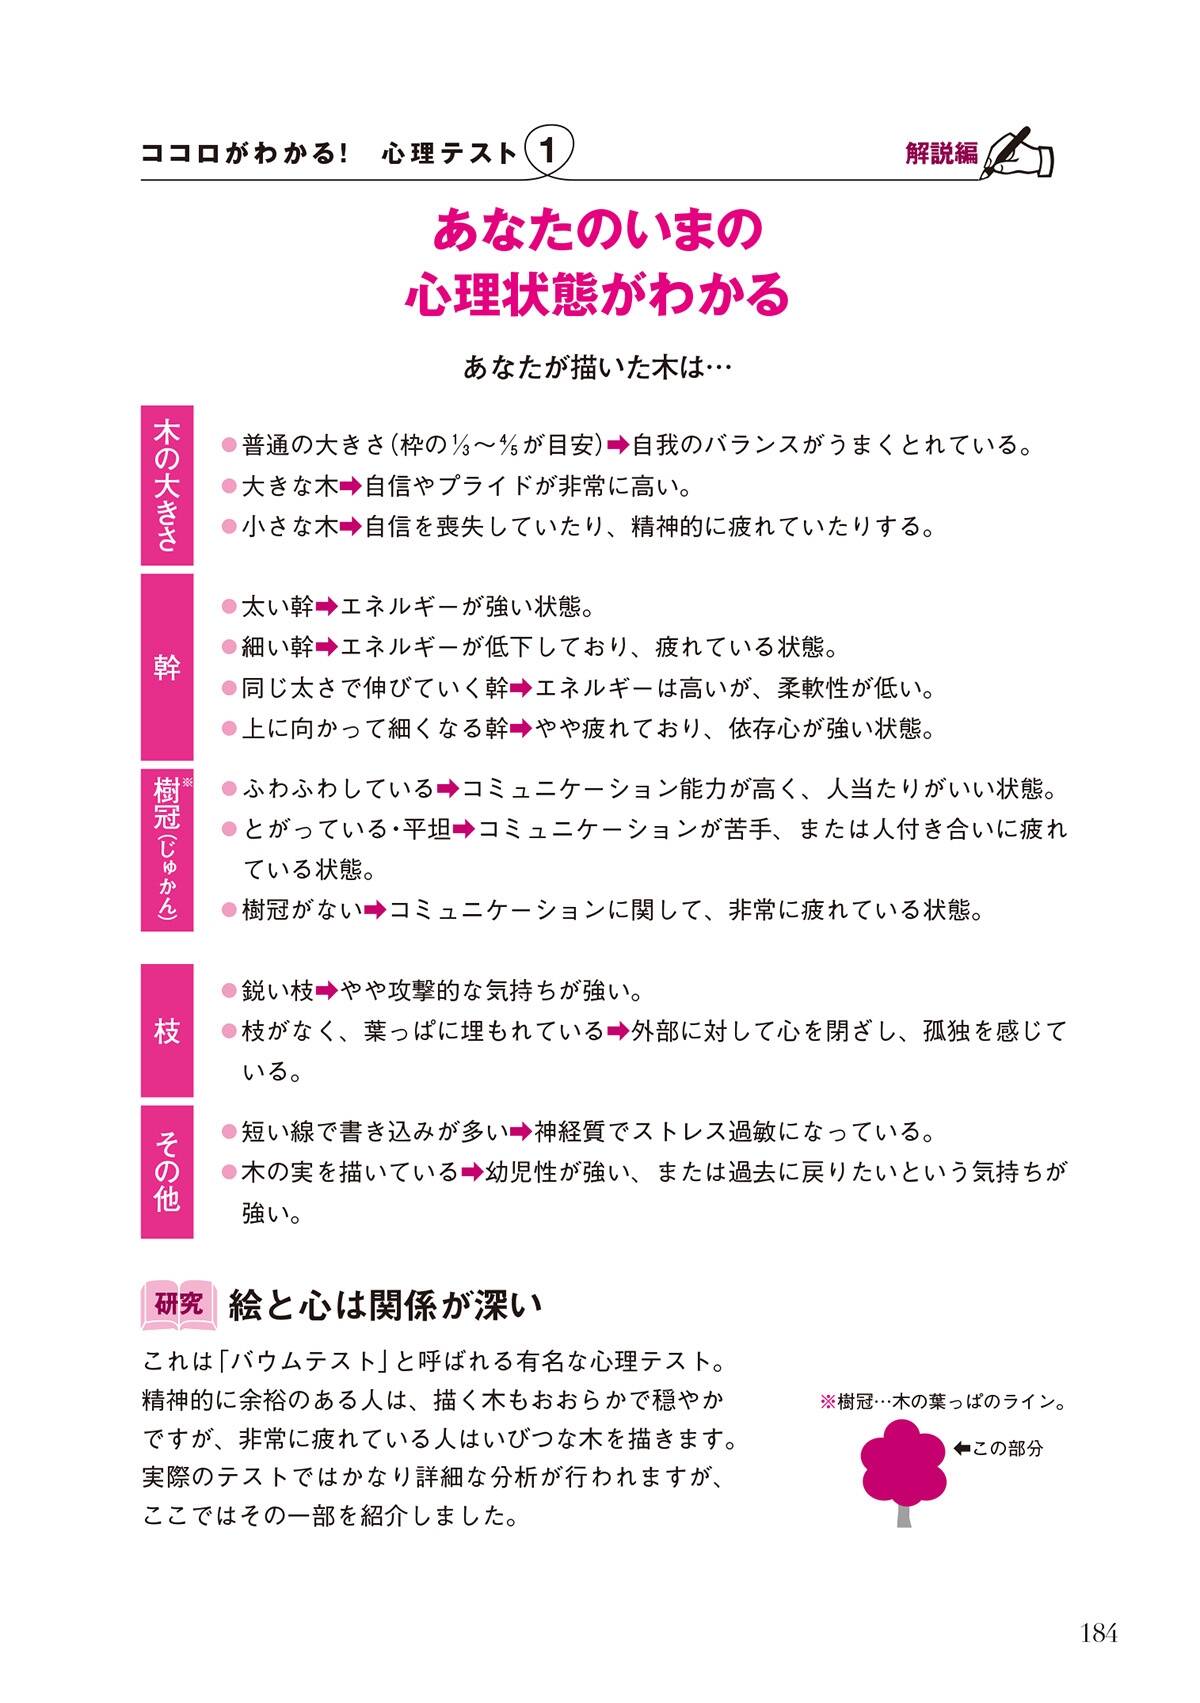 ココロがわかる! 心理テスト 1
解説編
あなたのいまの
心理状態がわかる
あなたが描いた木は…
木の大きさ
●普通の大きさ(枠の⅓〜⅘が目安)➡自我のバランスがうまくとれている。
●大きな木➡自信やプライドが非常に高い。
●小さな木➡自信を喪失していたり、精神的に疲れていたりする。
幹
●太い幹➡エネルギーが強い状態。
●細い幹➡エネルギーが低下しており、疲れている状態。
●同じ太さで伸びていく幹➡エネルギーは高いが、柔軟性が低い。
●上に向かって細くなる幹➡やや疲れており、依存心が強い状態。
樹冠(じゅかん)※
●ふわふわしている➡コミュニケーション能力が高く、人当たりがいい状態。
●とがっている・平坦➡コミュニケーションが苦手、または人付き合いに疲れ
ている状態。
●樹冠がない➡コミュニケーションに関して、非常に疲れている状態。
枝
●鋭い枝➡やや攻撃的な気持ちが強い。
●枝がなく、葉っぱに埋もれている➡外部に対して心を閉ざし、孤独を感じて
いる。
その他
●短い線で書き込みが多い➡神経質でストレス過敏になっている。
●木の実を描いている➡幼児性が強い、または過去に戻りたいという気持ちが
強い。
研究 絵と心は関係が深い
これは「バウムテスト」と呼ばれる有名な心理テスト。
精神的に余裕のある人は、描く木もおおらかで穏やか
ですが、非常に疲れている人はいびつな木を描きます。
実際のテストではかなり詳細な分析が行われますが、
ここではその一部を紹介しました。
※樹冠…木の葉っぱのライン。
⬅この部分
184